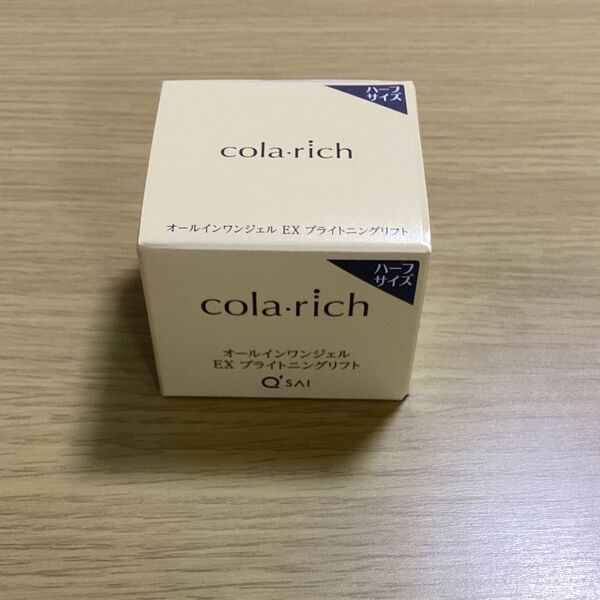 ハーフ
サイズ
cola·rich
オールインワンジェル EX ブライトニングリフト
ハーフ
サイズ
cola·rich
オールインワンジェル
EX ブライトニングリフト
Q'SAI